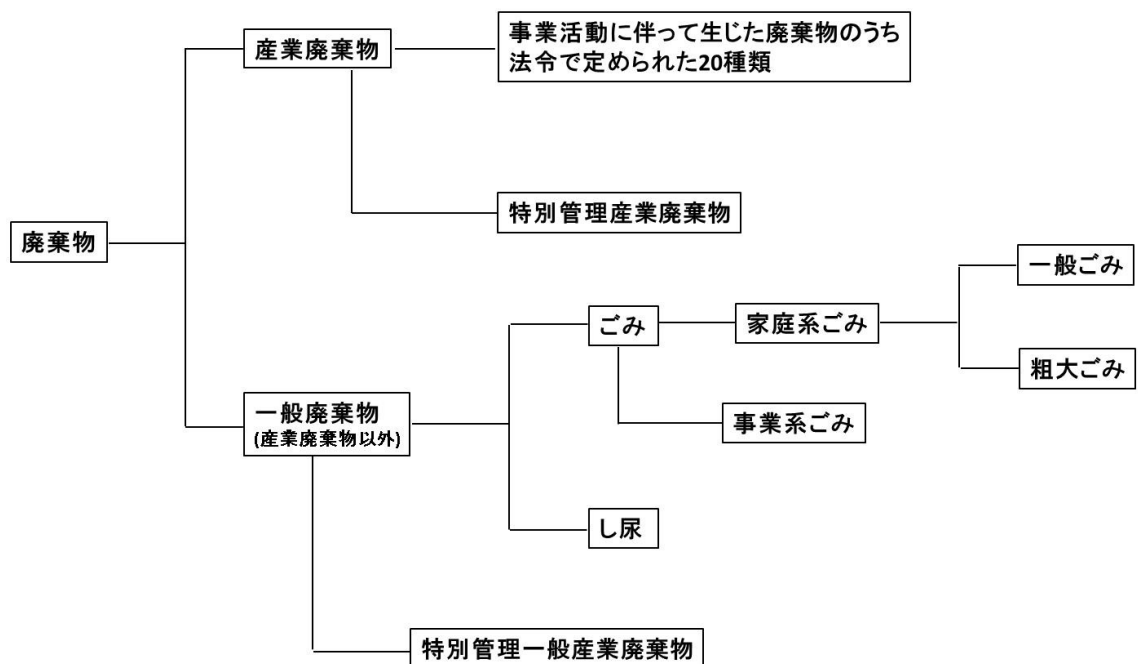 産業廃棄物
事業活動に伴って生じた廃棄物のうち
法令で定められた20種類
特別管理産業廃棄物
廃棄物
一般ごみ
ごみ
家庭系ごみ
粗大ごみ
一般廃棄物
(産業廃棄物以外)
事業系ごみ
し尿
特別管理一般産業廃棄物